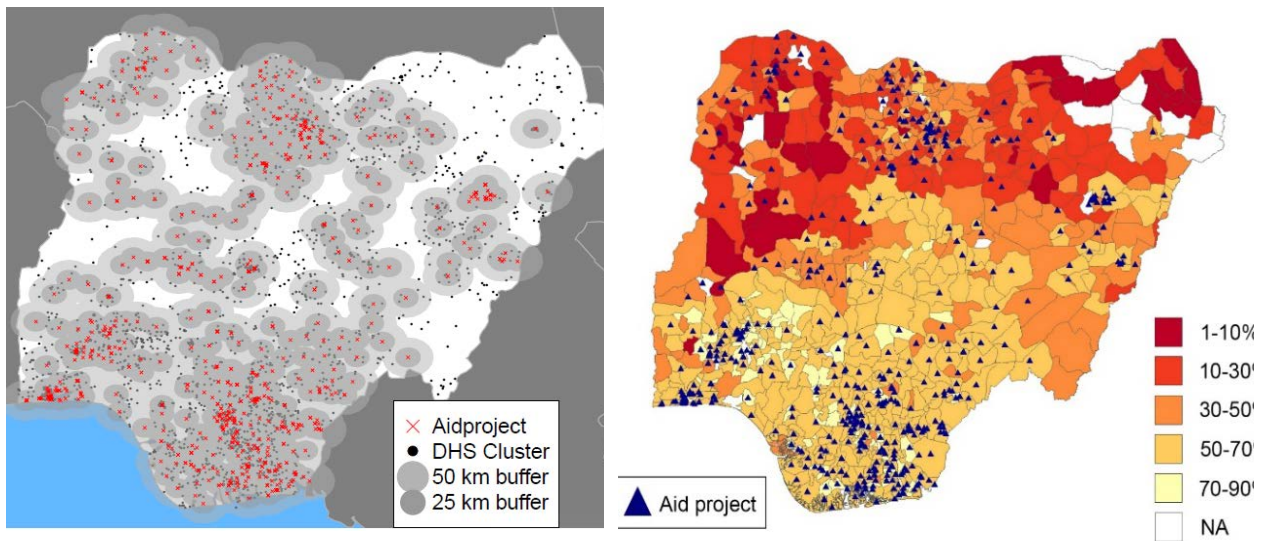 Aidproject
DHS Cluster
50 km buffer
25 km buffer
Aid project
1-10%
10-30%
30-50%
50-70%
70-90%
NA